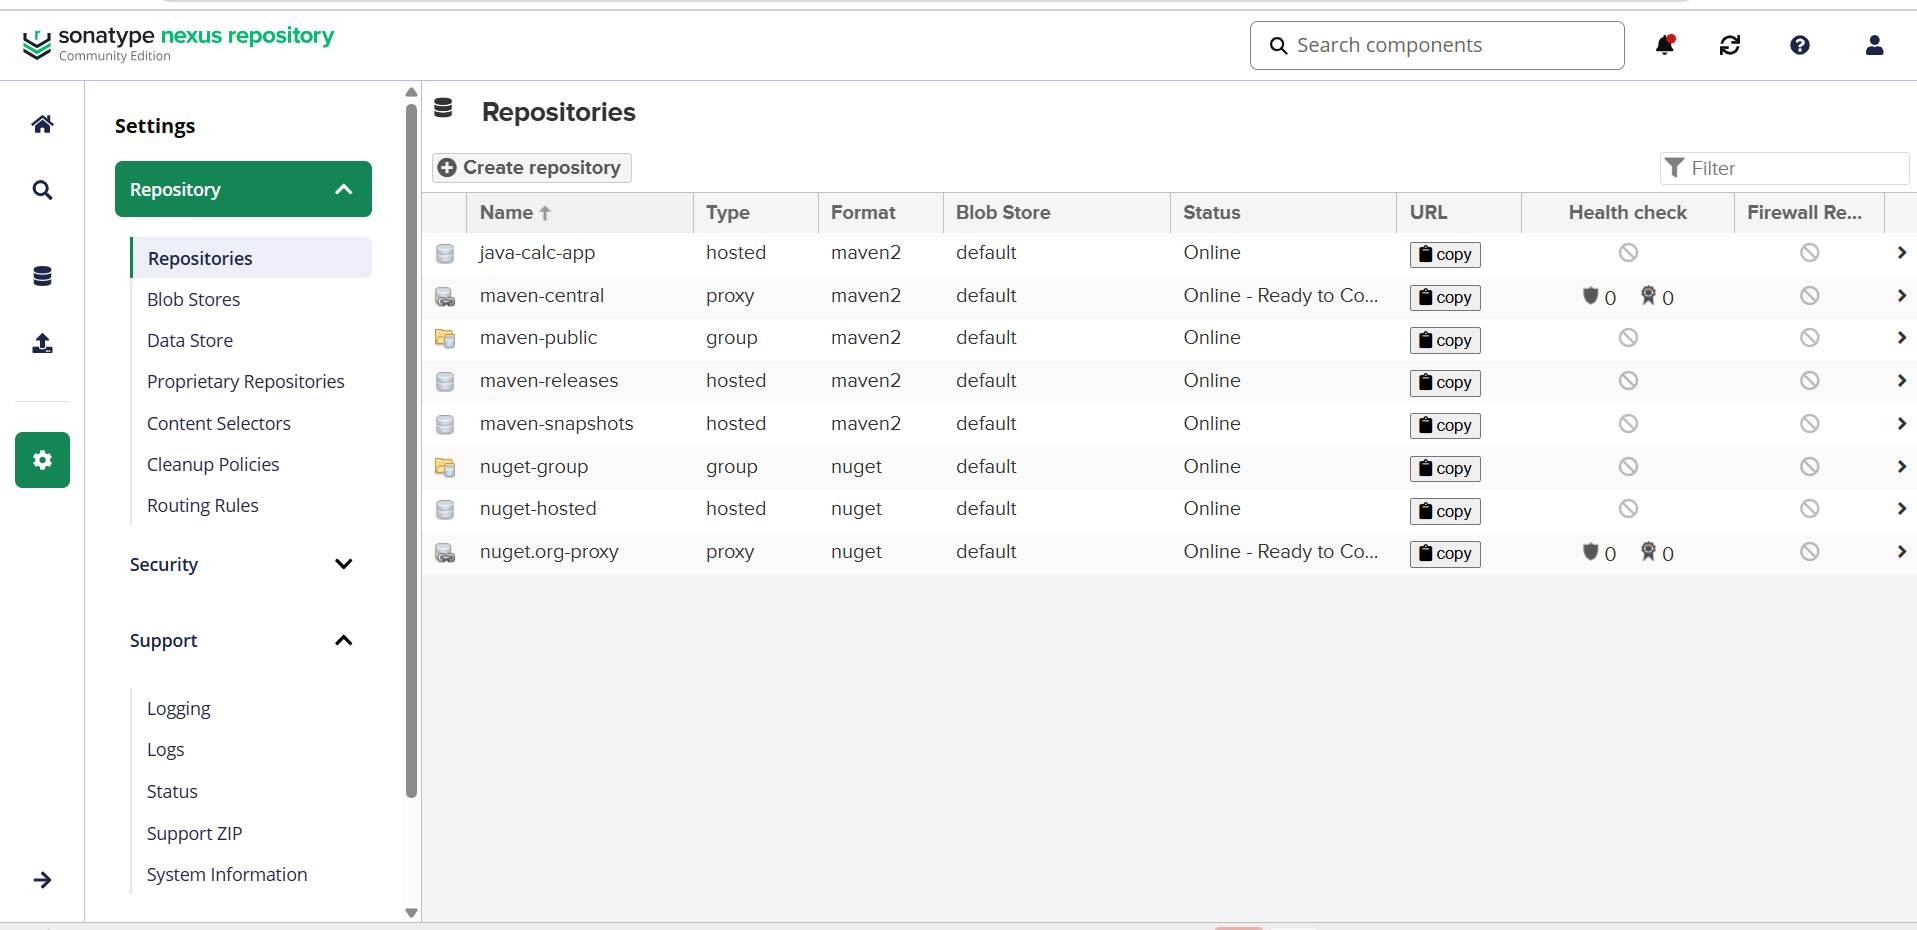 sonatype nexus repository
Community Edition
Search components
Settings
Repository
Repositories
Blob Stores
Data Store
Proprietary Repositories
Content Selectors
Cleanup Policies
Routing Rules
Security
Support
Logging
Logs
Status
Support ZIP
System Information
Repositories
Create repository
Filter
Name Type Format Blob Store Status URL Health check Firewall Re...
java-calc-app hosted maven2 default Online copy
maven-central proxy maven2 default Online - Ready to Co... copy 0 0
maven-public group maven2 default Online copy
maven-releases hosted maven2 default Online copy
maven-snapshots hosted maven2 default Online copy
nuget-group group nuget default Online copy
nuget-hosted hosted nuget default Online copy
nuget.org-proxy proxy nuget default Online - Ready to Co... copy 0 0